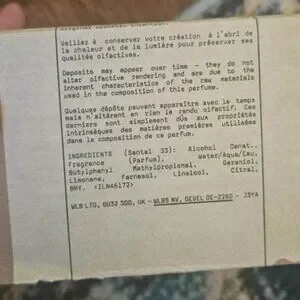 original aesthetic intention.
Veillez à conserver votre création à l'abri de
la chaleur et de la lumière pour préserver ses
qualités olfactives.
Deposits may appear over time - they do not
alter olfactive rendering and are due to the
inherent characteristics of the raw materials
used in the composition of this perfume.
Quelques dépôts peuvent apparaître avec le temps
mais n'altèrent en rien le rendu olfactif. Ces
derniers sont simplement dûs aux propriétés
intrinsèques des matières premières utilisées
dans la composition de ce parfum.
INGREDIENTS (Santal 33): Alcohol Denat.,
Fragrance (Parfum), Water/Aqua/Eau,
Butylphenyl Methylpropional, Geraniol,
Limonene, Farnesol, Linalool, Citral,
BHT. <ILN46172>
WLB LTD, GU32 3QG, UK - WLBS NV, OEVEL DE-2260 -